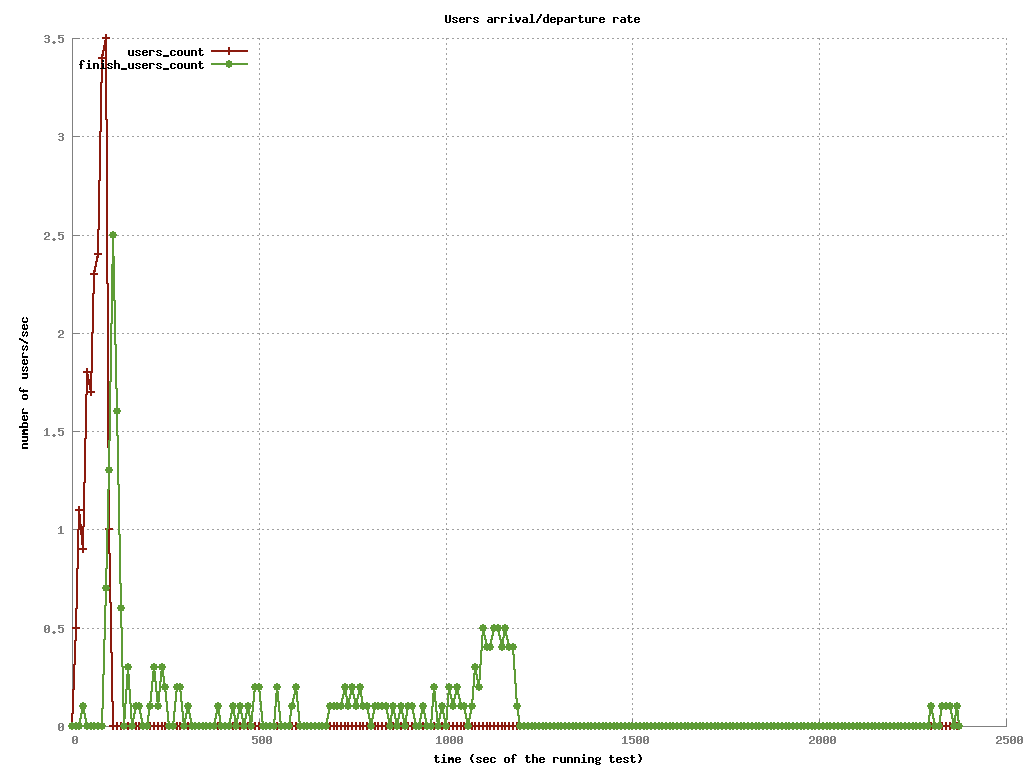 Users arrival/departure rate
users_count
finish_users_count
3.5
3
2.5
2
1.5
1
0.5
0
number of users/sec
0
500
1000
1500
2000
2500
time (sec of the running test)